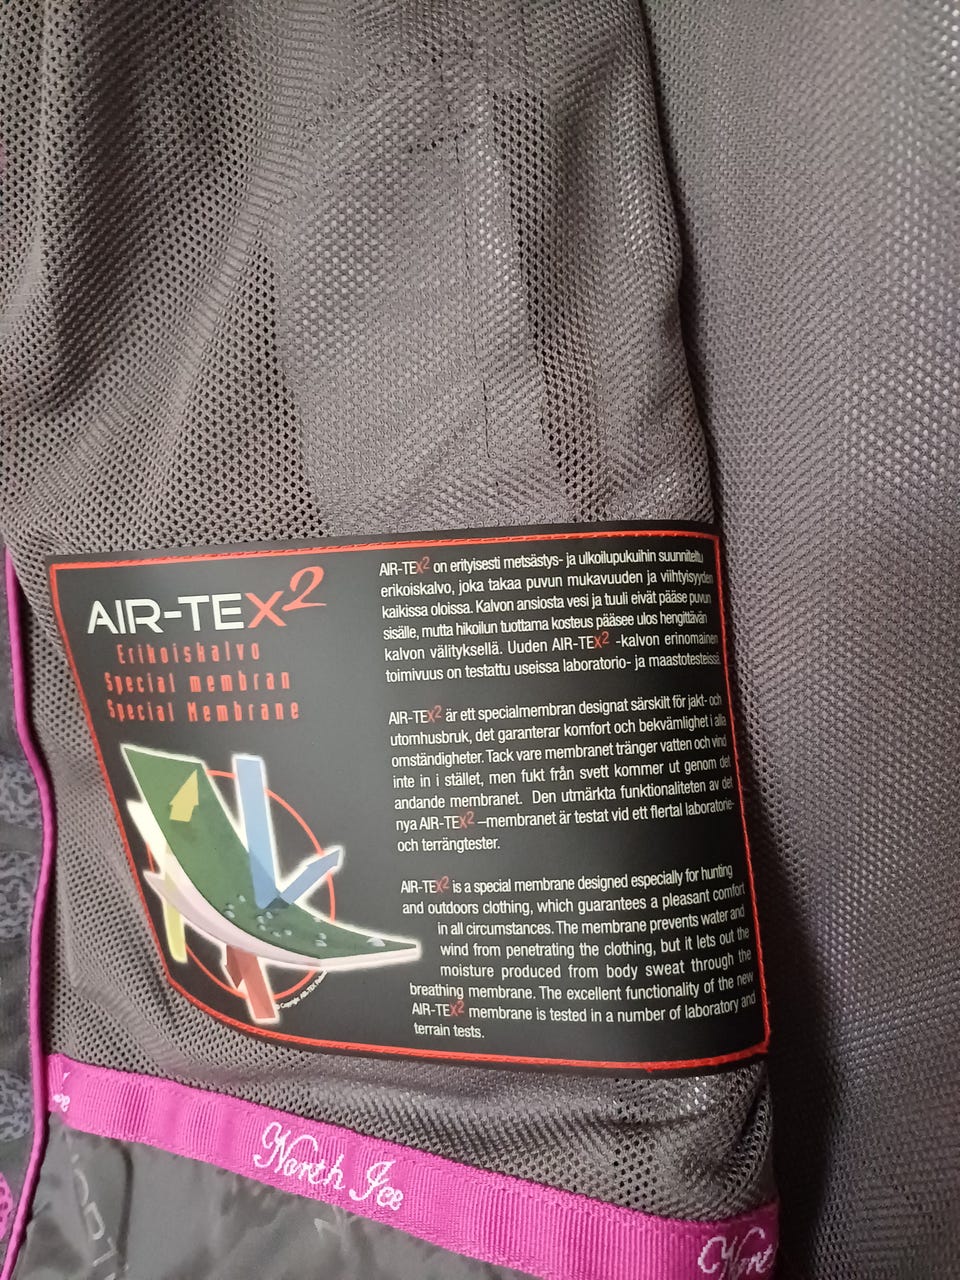 AIR-TEX2
Erikoiskalvo
Special membran
Special Membrane
AIR-TEX2 on erityisesti metsästys- ja ulkoilupukuihin suunniteltu
erikoiskalvo, joka takaa puvun mukavuuden ja viihtyisyyden
kaikissa oloissa. Kalvon ansiosta vesi ja tuuli eivät pääse puvun
sisälle, mutta hikoilun tuottama kosteus pääsee ulos hengittävän
kalvon välityksellä. Uuden AIR-TEX2 -kalvon erinomainen
toimivuus on testattu useissa laboratorio- ja maastotesteissä.
AIR-TEX2 är ett specialmembran designat särskilt för jakt- och
utomhusbruk, det garanterar komfort och bekvämlighet i alla
omständigheter. Tack vare membranet tränger vatten och vind
inte in i stället, men fukt från svett kommer ut genom det
andande membranet. Den utmärkta funktionaliteten av det
nya AIR-TEX2 –membranet är testat vid ett flertal laboratorie-
och terrängtester.
AIR-TEX2 is a special membrane designed especially for hunting
and outdoors clothing, which guarantees a pleasant comfort
in all circumstances. The membrane prevents water and
wind from penetrating the clothing, but it lets out the
moisture produced from body sweat through the
breathing membrane. The excellent functionality of the new
AIR-TEX2 membrane is tested in a number of laboratory and
terrain tests.
North Ice